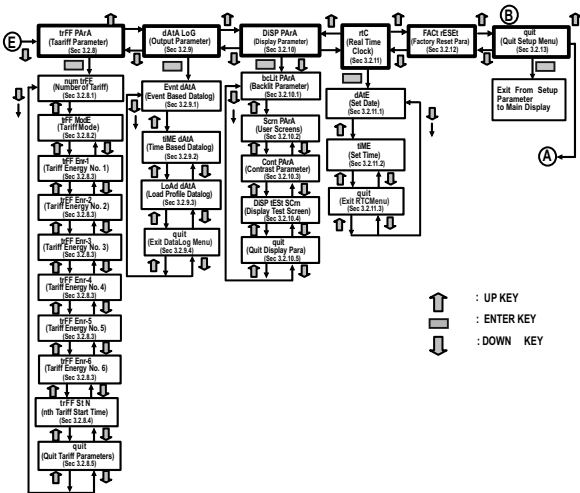 E
trFF PArA
(Taariff Parameter)
(Sec 3.2.8)
dAtA LoG
(Output Parameter)
(Sec 3.2.9)
DiSP PArA
(Display Parameter)
(Sec 3.2.10)
rtC
(Real Time
Clock)
(Sec 3.2.11)
FACt rESEt
(Factory Reset Para)
(Sec 3.2.12)
B
quit
(Quit Setup Menu)
(Sec 3.2.13)
num trFF
(Number of Tariff)
(Sec 3.2.8.1)
trFF ModE
(Tariff Mode)
(Sec 3.2.8.2)
trFF Enr-1
(Tariff Energy No. 1)
(Sec 3.2.8.3)
trFF Enr-2
(Tariff Energy No. 2)
(Sec 3.2.8.3)
trFF Enr-3
(Tariff Energy No. 3)
(Sec 3.2.8.3)
trFF Enr-4
(Tariff Energy No. 4)
(Sec 3.2.8.3)
trFF Enr-5
(Tariff Energy No. 5)
(Sec 3.2.8.3)
trFF Enr-6
(Tariff Energy No. 6)
(Sec 3.2.8.3)
trFF St N
(nth Tariff Start Time)
(Sec 3.2.8.4)
quit
(Quit Tariff Parameters)
(Sec 3.2.8.5)
Evnt dAtA
(Event Based Datalog)
(Sec 3.2.9.1)
tiME dAtA
(Time Based Datalog)
(Sec 3.2.9.2)
LoAd dAtA
(Load Profile Datalog)
(Sec 3.2.9.3)
quit
(Exit DataLog Menu)
(Sec 3.2.9.4)
bcLit PArA
(Backlit Parameter)
(Sec 3.2.10.1)
Scrn PArA
(User Screens)
(Sec 3.2.10.2)
Cont PArA
(Contrast Parameter)
(Sec 3.2.10.3)
DiSP tESt SCrn
(Display Test Screen)
(Sec 3.2.10.4)
quit
(Quit Display Para)
(Sec 3.2.10.5)
dAtE
(Set Date)
(Sec 3.2.11.1)
tiME
(Set Time)
(Sec 3.2.11.2)
quit
(Exit RTCMenu)
(Sec 3.2.11.3)
Exit From Setup
Parameter
to Main Display
A
: UP KEY
: ENTER KEY
: DOWN KEY